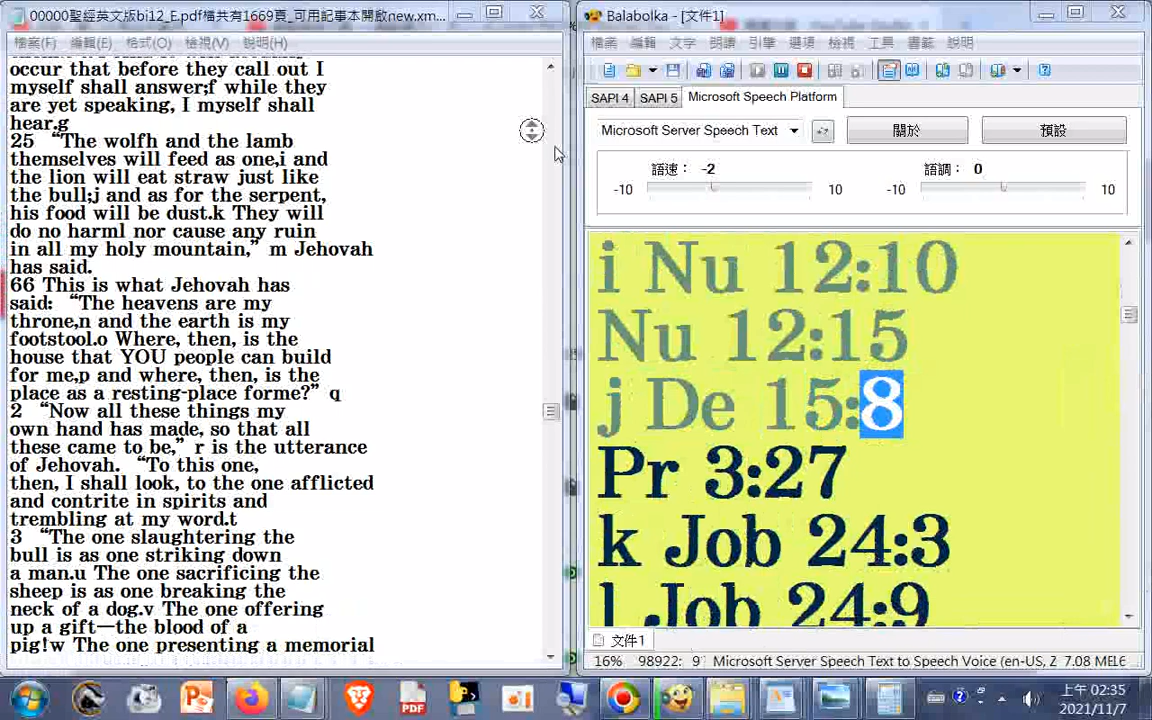 00000聖經英文版bi12_E.pdf檔共有1669頁_可用記事本開啟new.xm...
檔案(F) 編輯(E) 格式(O) 檢視(V) 說明(H)
occur that before they call out I
myself shall answer;f while they
are yet speaking, I myself shall
hear.g
25 “The wolfh and the lamb
themselves will feed as one,i and
the lion will eat straw just like
the bull;j and as for the serpent,
his food will be dust.k They will
do no harml nor cause any ruin
in all my holy mountain,” m Jehovah
has said.
66 This is what Jehovah has
said: “The heavens are my
throne,n and the earth is my
footstool.o Where, then, is the
house that YOU people can build
for me,p and where, then, is the
place as a resting-place forme?” q
2 “Now all these things my
own hand has made, so that all
these came to be,” r is the utterance
of Jehovah. “To this one,
then, I shall look, to the one afflicted
and contrite in spirits and
trembling at my word.t
3 “The one slaughtering the
bull is as one striking down
a man.u The one sacrificing the
sheep is as one breaking the
neck of a dog.v The one offering
up a gift—the blood of a
pig!w The one presenting a memorial
Balabolka - [文件1]
檔案 編輯 文字 朗讀 引擎 選項 檢視 工具 書籤 說明
SAPI 4 SAPI 5 Microsoft Speech Platform
Microsoft Server Speech Text 關於 預設
語速： -2 語調： 0
-10 10 -10 10
i Nu 12:10
Nu 12:15
j De 15:8
Pr 3:27
k Job 24:3
l Job 24:9
文件1
16% 98922: 9 Microsoft Server Speech Text to Speech Voice (en-US, Z 7.08 MEL6
PDF
上午 02:35
2021/11/7